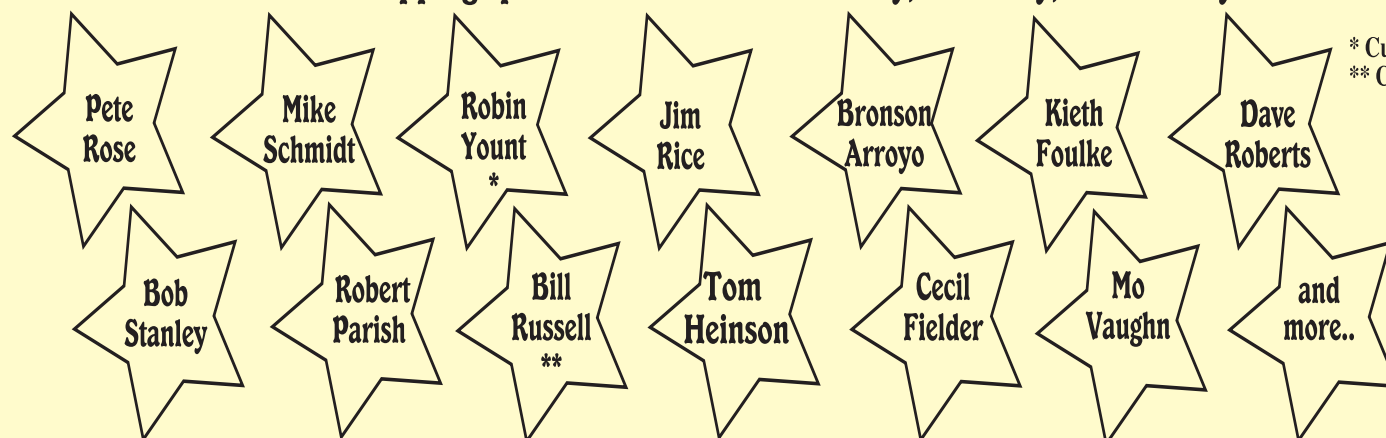 Pete
Rose
Mike
Schmidt
Robin
Yount
*
Jim
Rice
Bronson
Arroyo
Kieth
Foulke
Dave
Roberts
*
**
Bob
Stanley
Robert
Parish
Bill
Russell
**
Tom
Heinson
Cecil
Fielder
Mo
Vaughn
and
more..